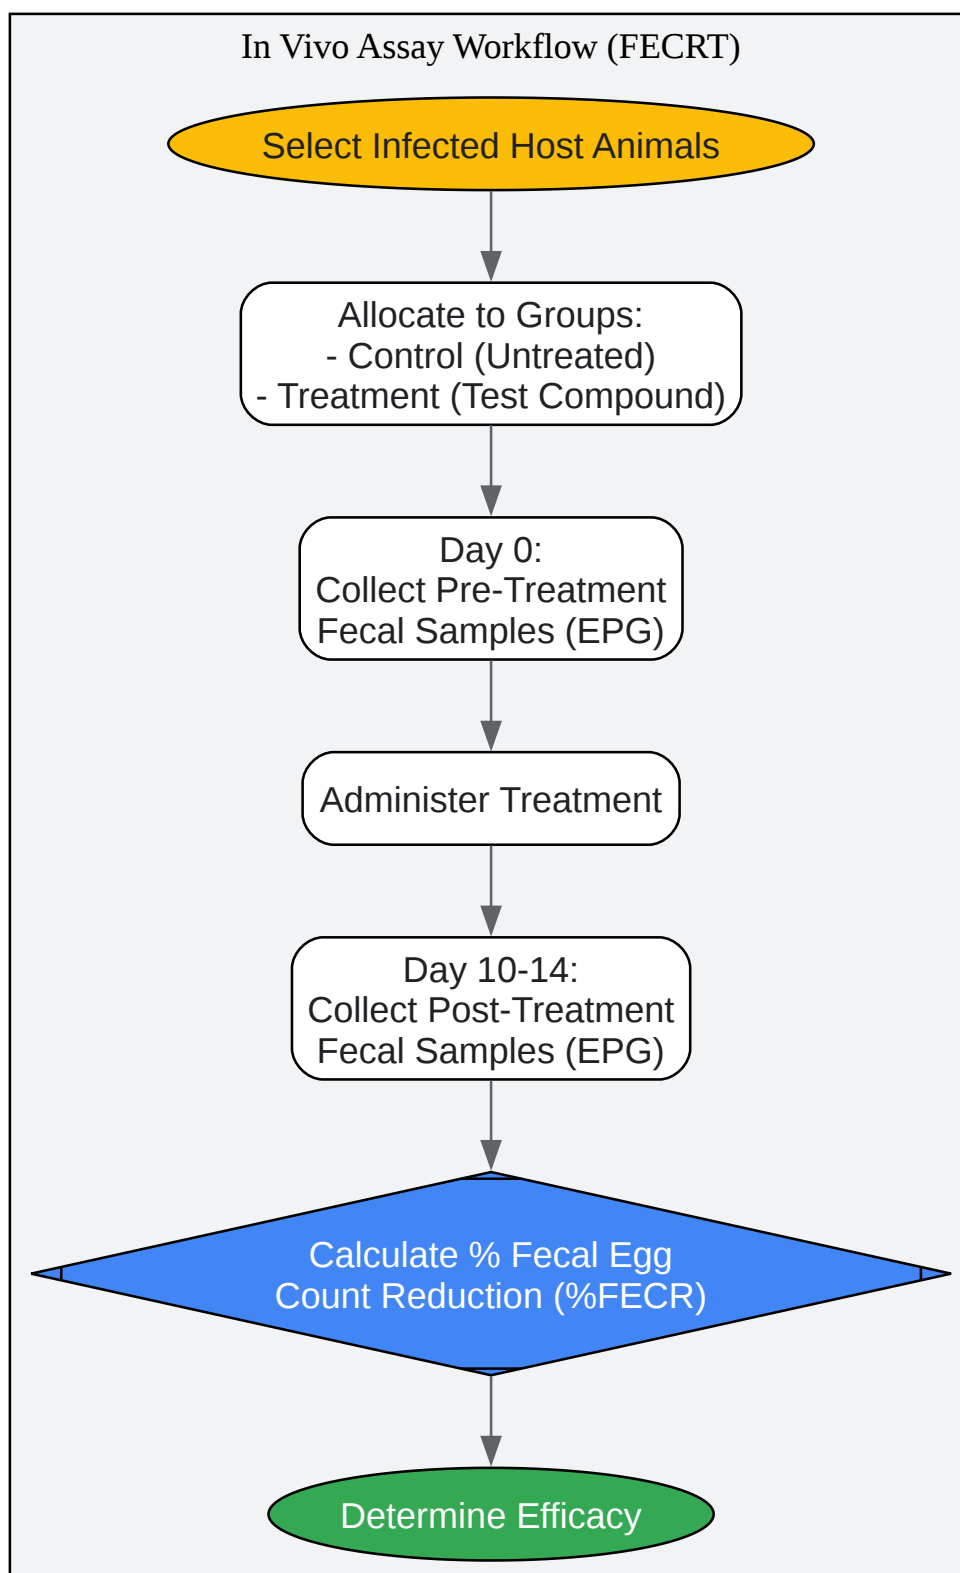 In Vivo Assay Workflow (FECRT)
Select Infected Host Animals
Allocate to Groups:
- Control (Untreated)
- Treatment (Test Compound)
Day 0:
Collect Pre-Treatment
Fecal Samples (EPG)
Administer Treatment
Day 10-14:
Collect Post-Treatment
Fecal Samples (EPG)
Calculate % Fecal Egg
Count Reduction (%FECR)
Determine Efficacy